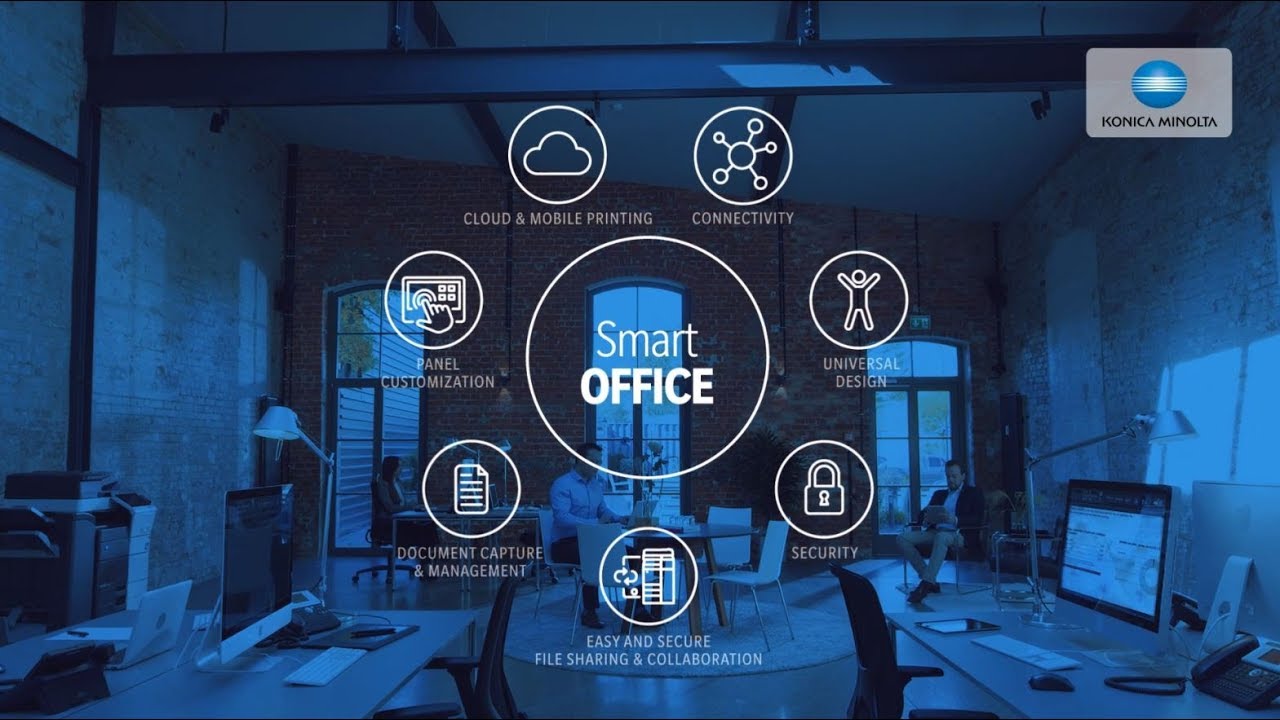 KONICA MINOLTA
CLOUD & MOBILE PRINTING
CONNECTIVITY
PANEL
CUSTOMIZATION
Smart
OFFICE
UNIVERSAL
DESIGN
DOCUMENT CAPTURE
& MANAGEMENT
SECURITY
EASY AND SECURE
FILE SHARING & COLLABORATION